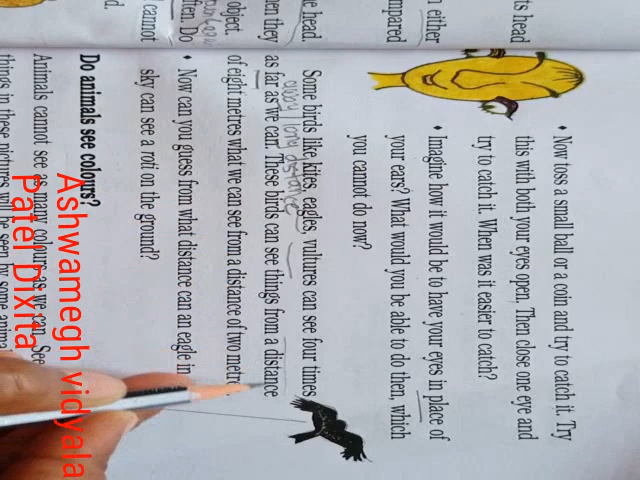 ts head
n either
mpared
e head.
en they
object
ften. Do
cannot
d.
• Now toss a small ball or a coin and try to catch it. Try
this with both your eyes open. Then close one eye and
try to catch it. When was it easier to catch?
• Imagine how it would be to have your eyes in place of
your ears? What would you be able to do then, which
you cannot do now?
Some birds like kites, eagles, vultures can see four times
away/long distance
as far as we can. These birds can see things from a distance
of eight metres what we can see from a distance of two metr
• Now can you guess from what distance can an eagle in
sky can see a roti on the ground?
Do animals see colours?
Animals cannot see as many colours as we can. See
things in these pictures will be seen by some anima
Ashwamegh vidyala
Patel Dixita